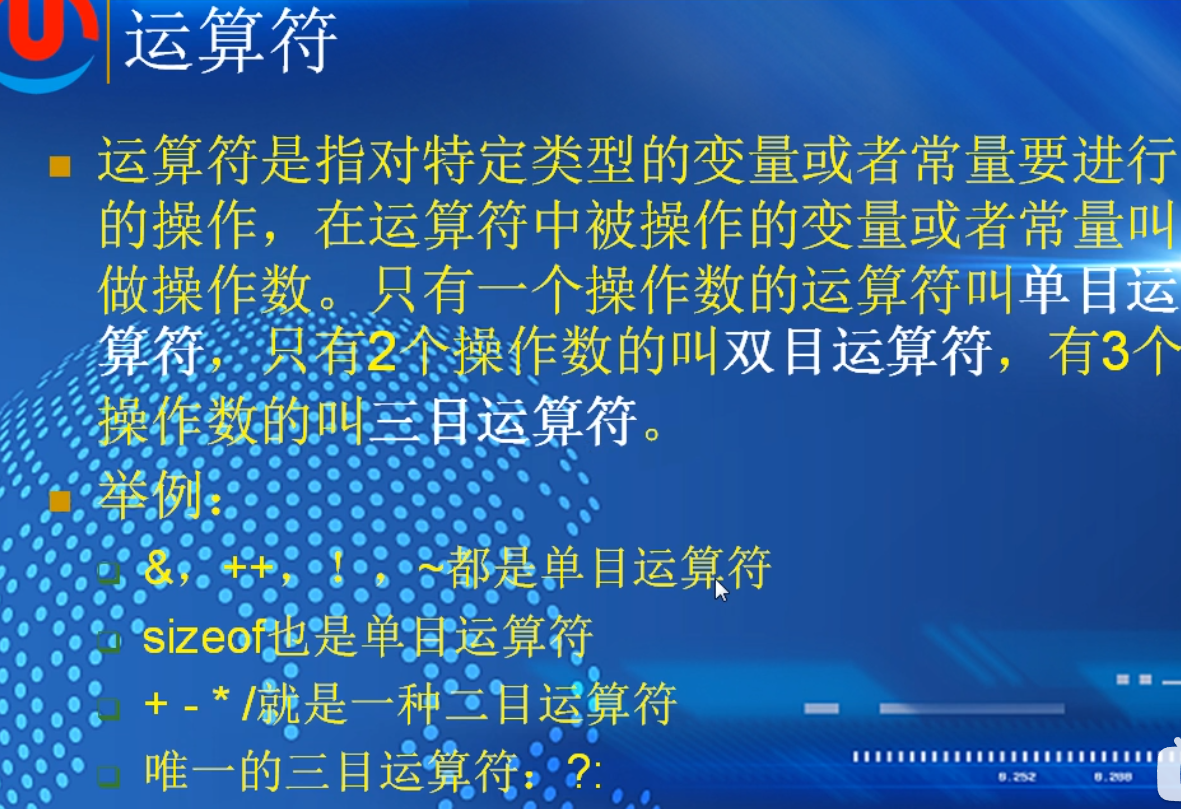 运算符
运算符是指对特定类型的变量或者常量要进行
的操作，在运算符中被操作的变量或者常量叫
做操作数。只有一个操作数的运算符叫单目运
算符，只有2个操作数的叫双目运算符，有3个
操作数的叫三目运算符。
举例：
&，++，！，~都是单目运算符
sizeof也是单目运算符
+ - * /就是一种二目运算符
唯一的三目运算符：?:
0.252 0.200